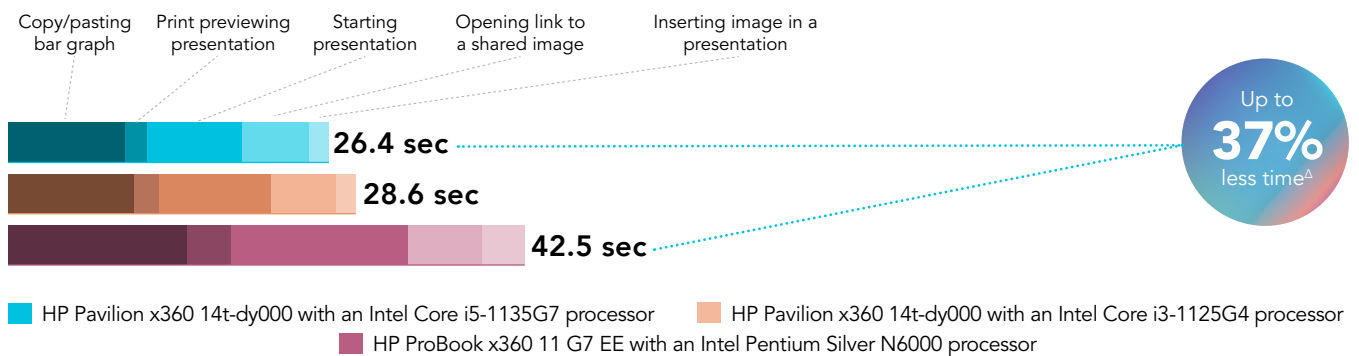 Copy/pasting
bar graph
Print previewing
presentation
Starting
presentation
Opening link to
a shared image
Inserting image in a
presentation
26.4 sec
28.6 sec
42.5 sec
Up to
37%
less time∆
HP Pavilion x360 14t-dy000 with an Intel Core i5-1135G7 processor
HP Pavilion x360 14t-dy000 with an Intel Core i3-1125G4 processor
HP ProBook x360 11 G7 EE with an Intel Pentium Silver N6000 processor